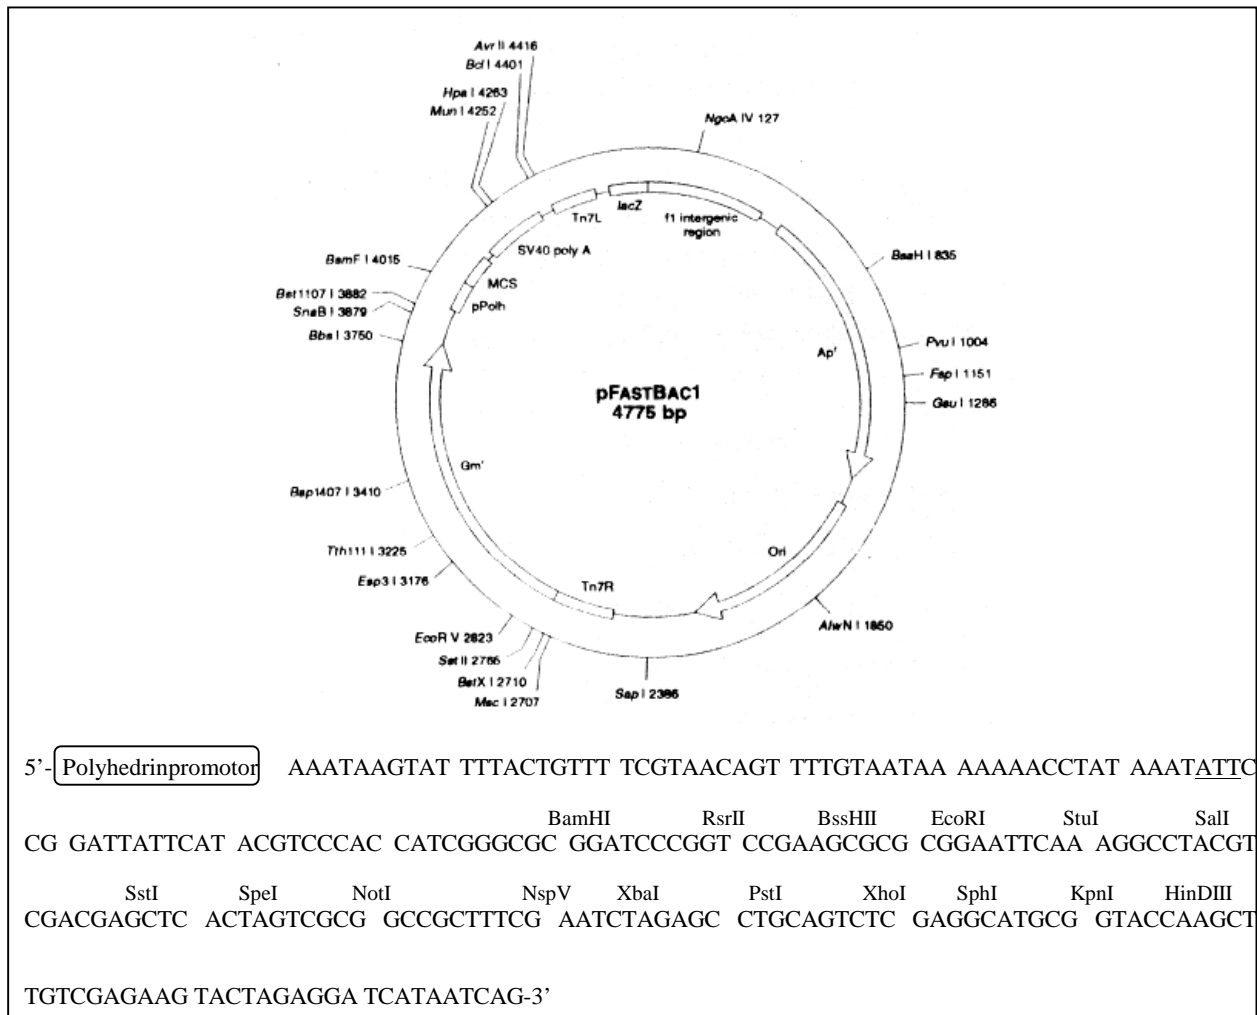 Avr II 4416
Bcl I 4401
Hpa I 4263
Mun I 4252
NgoA IV 127
lacZ
Tn7L
f1 intergenic
region
SV40 poly A
BsmF I 4015
BsaH I 835
MCS
Bst1107 I 3882
pPolh
SnaB I 3879
Bbs I 3750
Pvu I 1004
Apr
Fsp I 1151
pFASTBAC1
4775 bp
Gsu I 1286
Gmr
Bsp1407 I 3410
Tth111 I 3225
Ori
Esp3 I 3176
Tn7R
AlwN I 1850
EcoR V 2823
Sst II 2765
BstX I 2710
Msc I 2707
Sap I 2386
5’- Polyhedrinpromotor AAATAAGTAT TTTACTGTTT TCGTAACAGT TTTGTAATAA AAAAACCTAT AAATATTC
BamHI RsrII BssHII EcoRI StuI SalI
CG GATTATTCAT ACGTCCCAC CATCGGGCGC GGATCCCGGT CCGAAGCGCG CGGAATTCAA AGGCCTACGT
SstI SpeI NotI NspV XbaI PstI XhoI SphI KpnI HinDIII
CGACGAGCTC ACTAGTCGCG GCCGCTTTCG AATCTAGAGC CTGCAGTCTC GAGGCATGCG GTACCAAGCT
TGTCGAGAAG TACTAGAGGA TCATAATCAG-3’